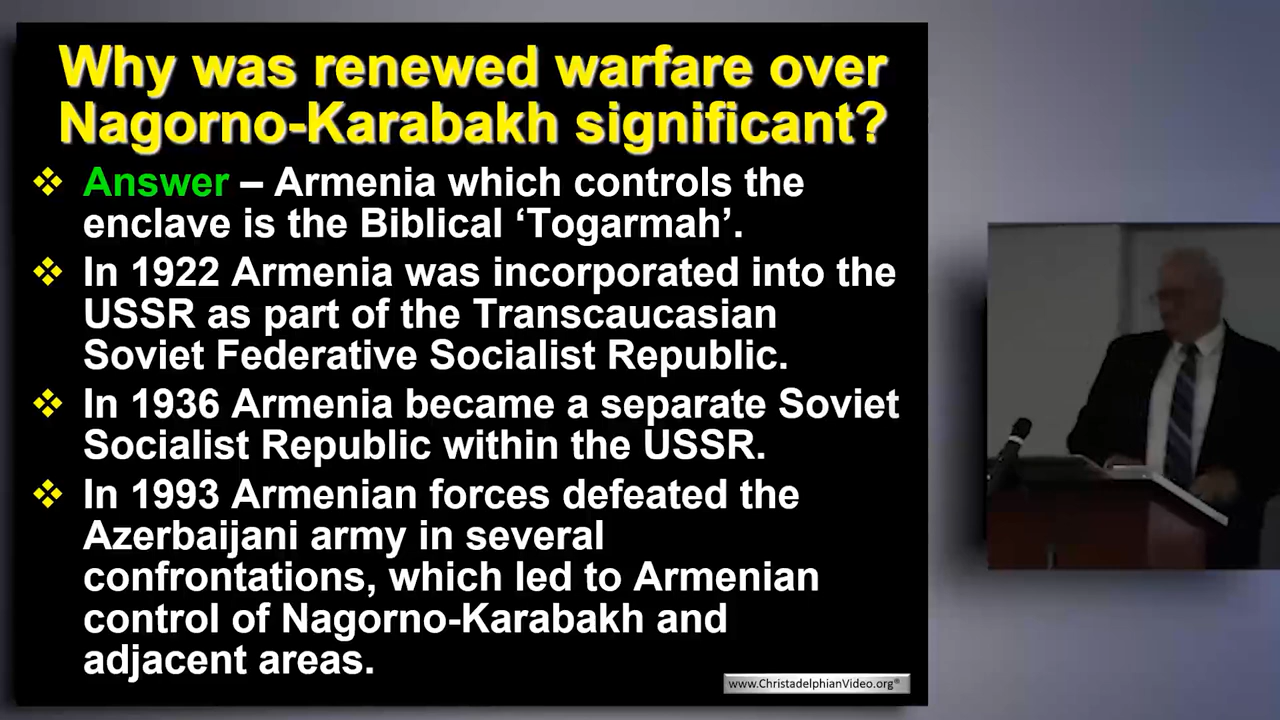 Why was renewed warfare over
Nagorno-Karabakh significant?
❖ Answer – Armenia which controls the
enclave is the Biblical ‘Togarmah’.
❖ In 1922 Armenia was incorporated into the
USSR as part of the Transcaucasian
Soviet Federative Socialist Republic.
❖ In 1936 Armenia became a separate Soviet
Socialist Republic within the USSR.
❖ In 1993 Armenian forces defeated the
Azerbaijani army in several
confrontations, which led to Armenian
control of Nagorno-Karabakh and
adjacent areas.
www.ChristadelphianVideo.org®